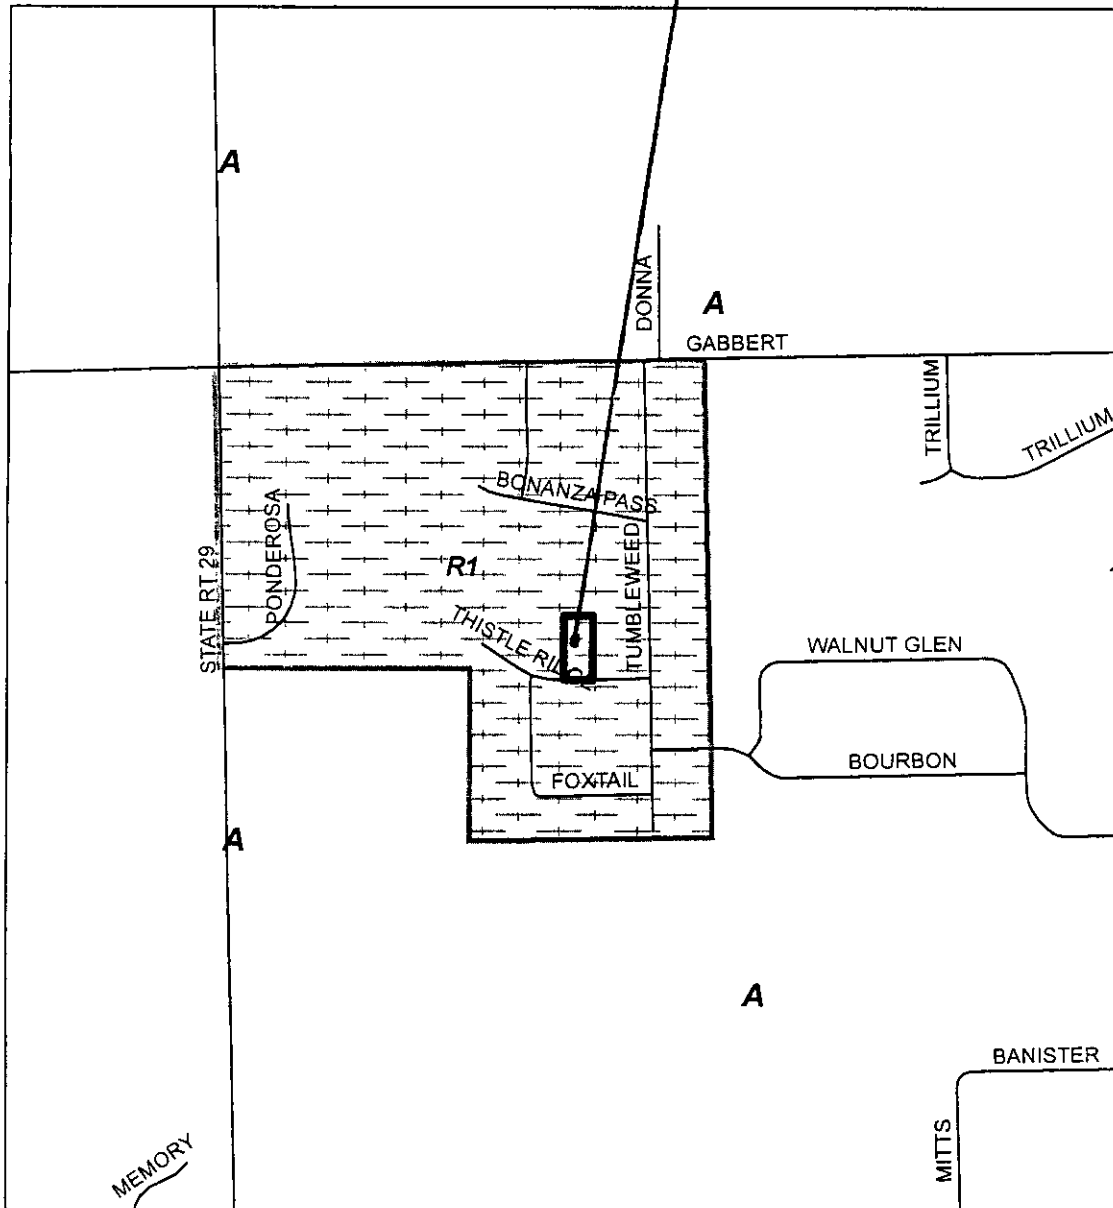 A
DONNA
A
GABBERT
TRILLIUM
TRILLIUM
BONANZA PASS
PONDEROSA
R1
STATE RT 29
TUMBLEWEED
THISTLE
WALNUT GLEN
BOURBON
FOXTAIL
A
A
BANISTER
MITTS
MEMORY